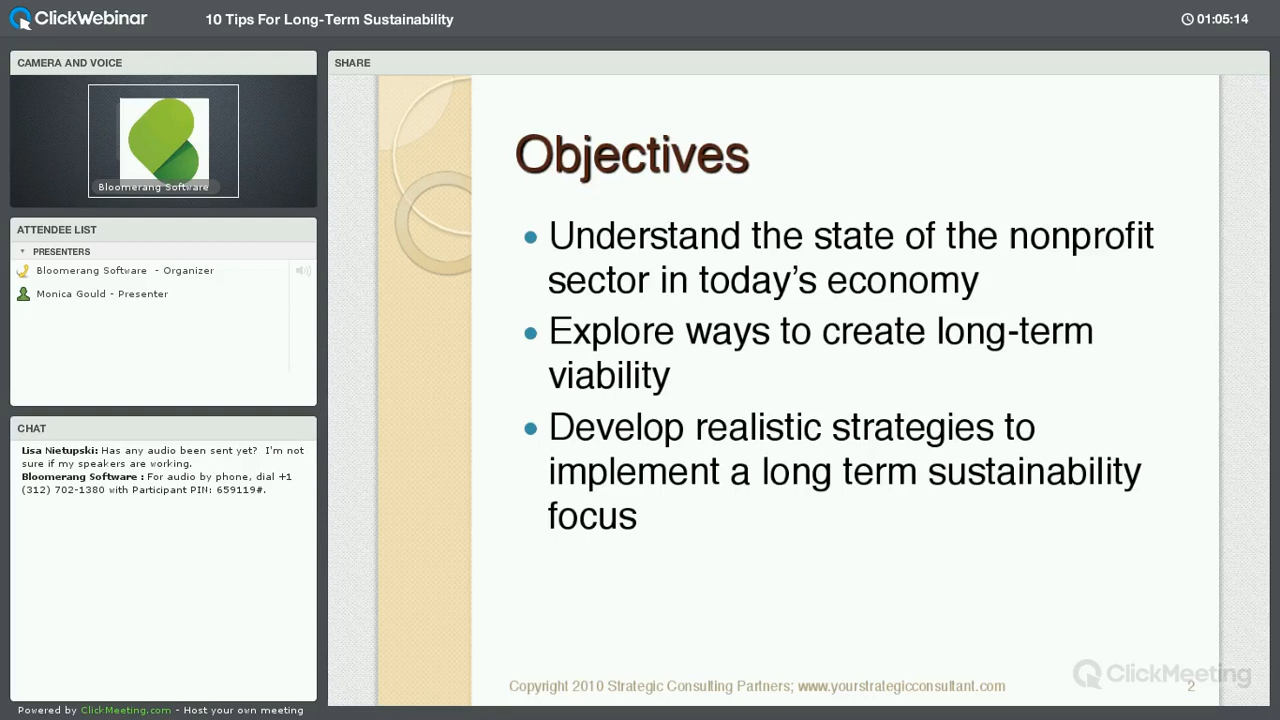 ClickWebinar
10 Tips For Long-Term Sustainability
01:05:14
CAMERA AND VOICE
Bloomerang Software
ATTENDEE LIST
PRESENTERS
Bloomerang Software - Organizer
Monica Gould - Presenter
CHAT
Lisa Nietupski: Has any audio been sent yet? I'm not
sure if my speakers are working.
Bloomerang Software : For audio by phone, dial +1
(312) 702-1380 with Participant PIN: 659119#.
SHARE
Objectives
• Understand the state of the nonprofit
sector in today’s economy
• Explore ways to create long-term
viability
• Develop realistic strategies to
implement a long term sustainability
focus
Copyright 2010 Strategic Consulting Partners; www.yourstrategicconsultant.com
2
ClickMeeting
Powered by ClickMeeting.com - Host your own meeting